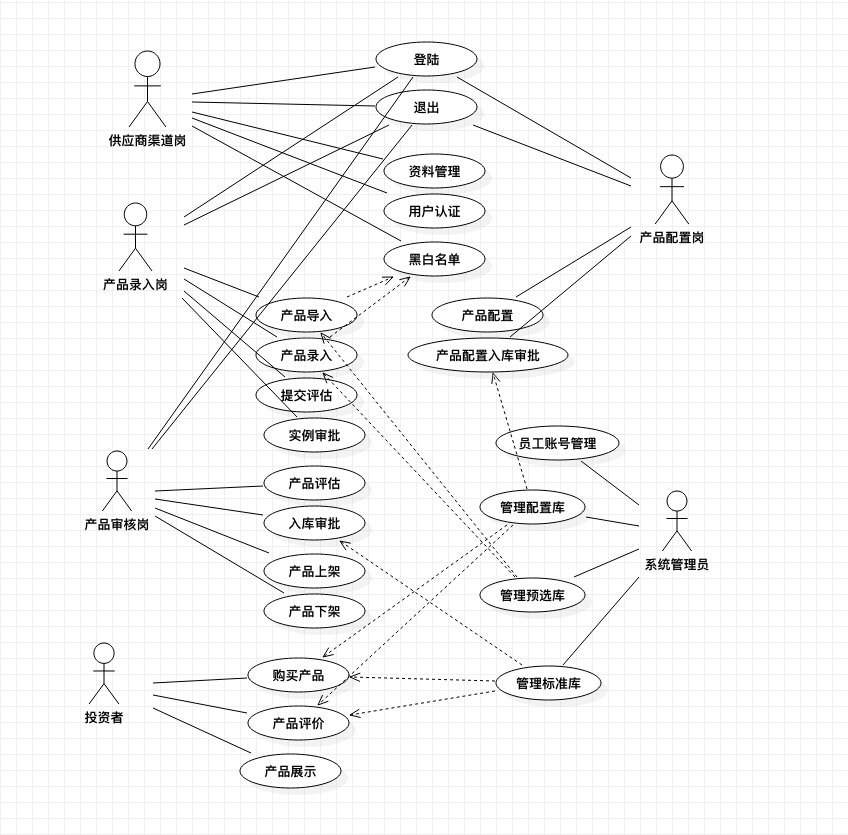 登陆
退出
供应商渠道岗
资料管理
用户认证
产品配置岗
黑白名单
产品录入岗
产品导入
产品配置
产品录入
产品配置入库审批
提交评估
实例审批
员工账号管理
产品评估
管理配置库
产品审核岗
入库审批
系统管理员
产品上架
管理预选库
产品下架
购买产品
管理标准库
投资者
产品评价
产品展示